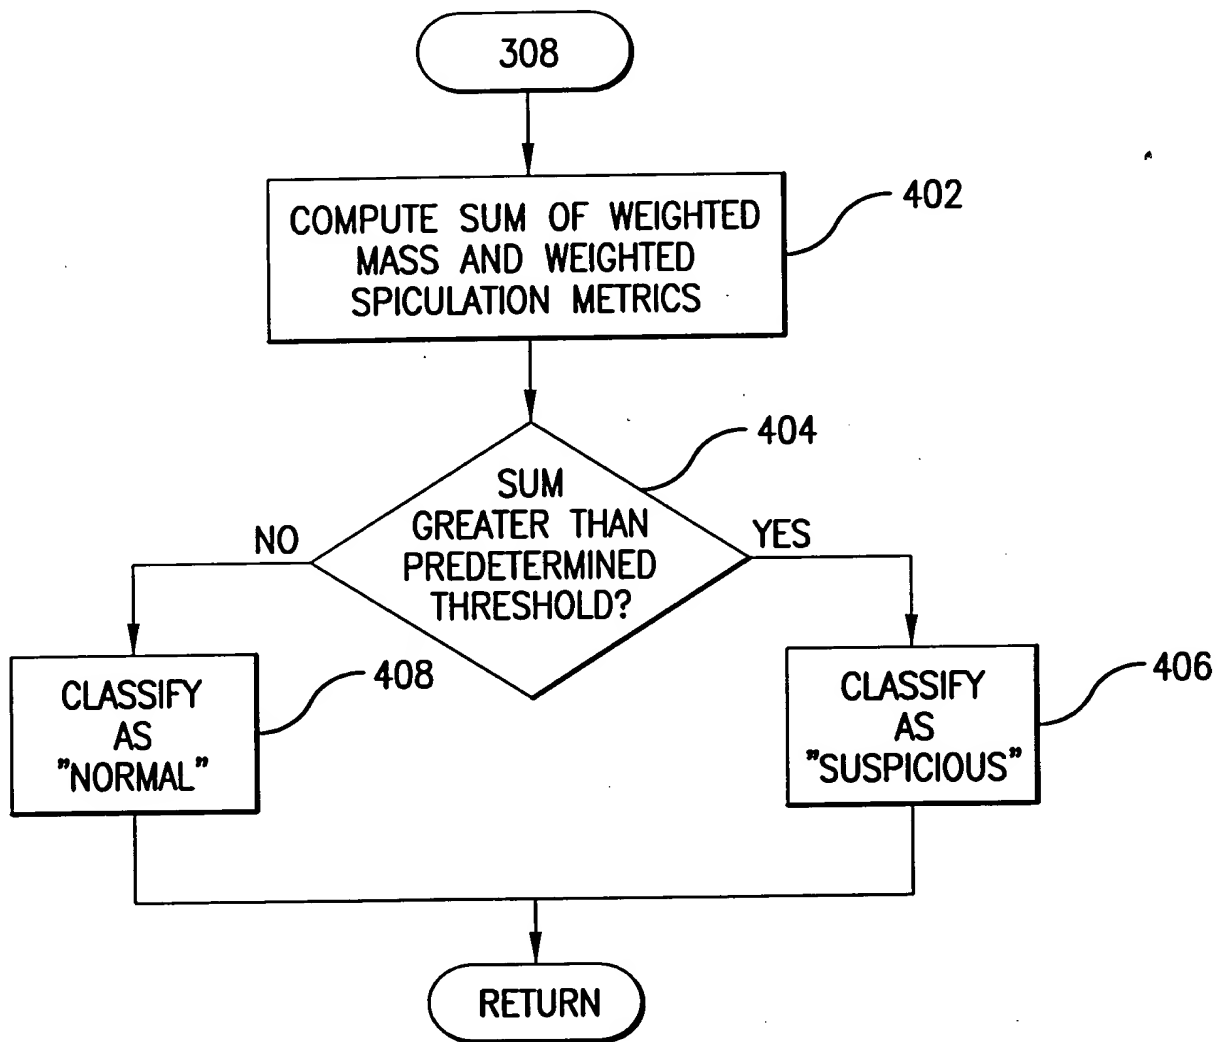 308
COMPUTE SUM OF WEIGHTED
MASS AND WEIGHTED
SPICULATION METRICS
402
SUM
GREATER THAN
PREDETERMINED
THRESHOLD?
404
NO
YES
CLASSIFY
AS
"NORMAL"
408
CLASSIFY
AS
"SUSPICIOUS"
406
RETURN